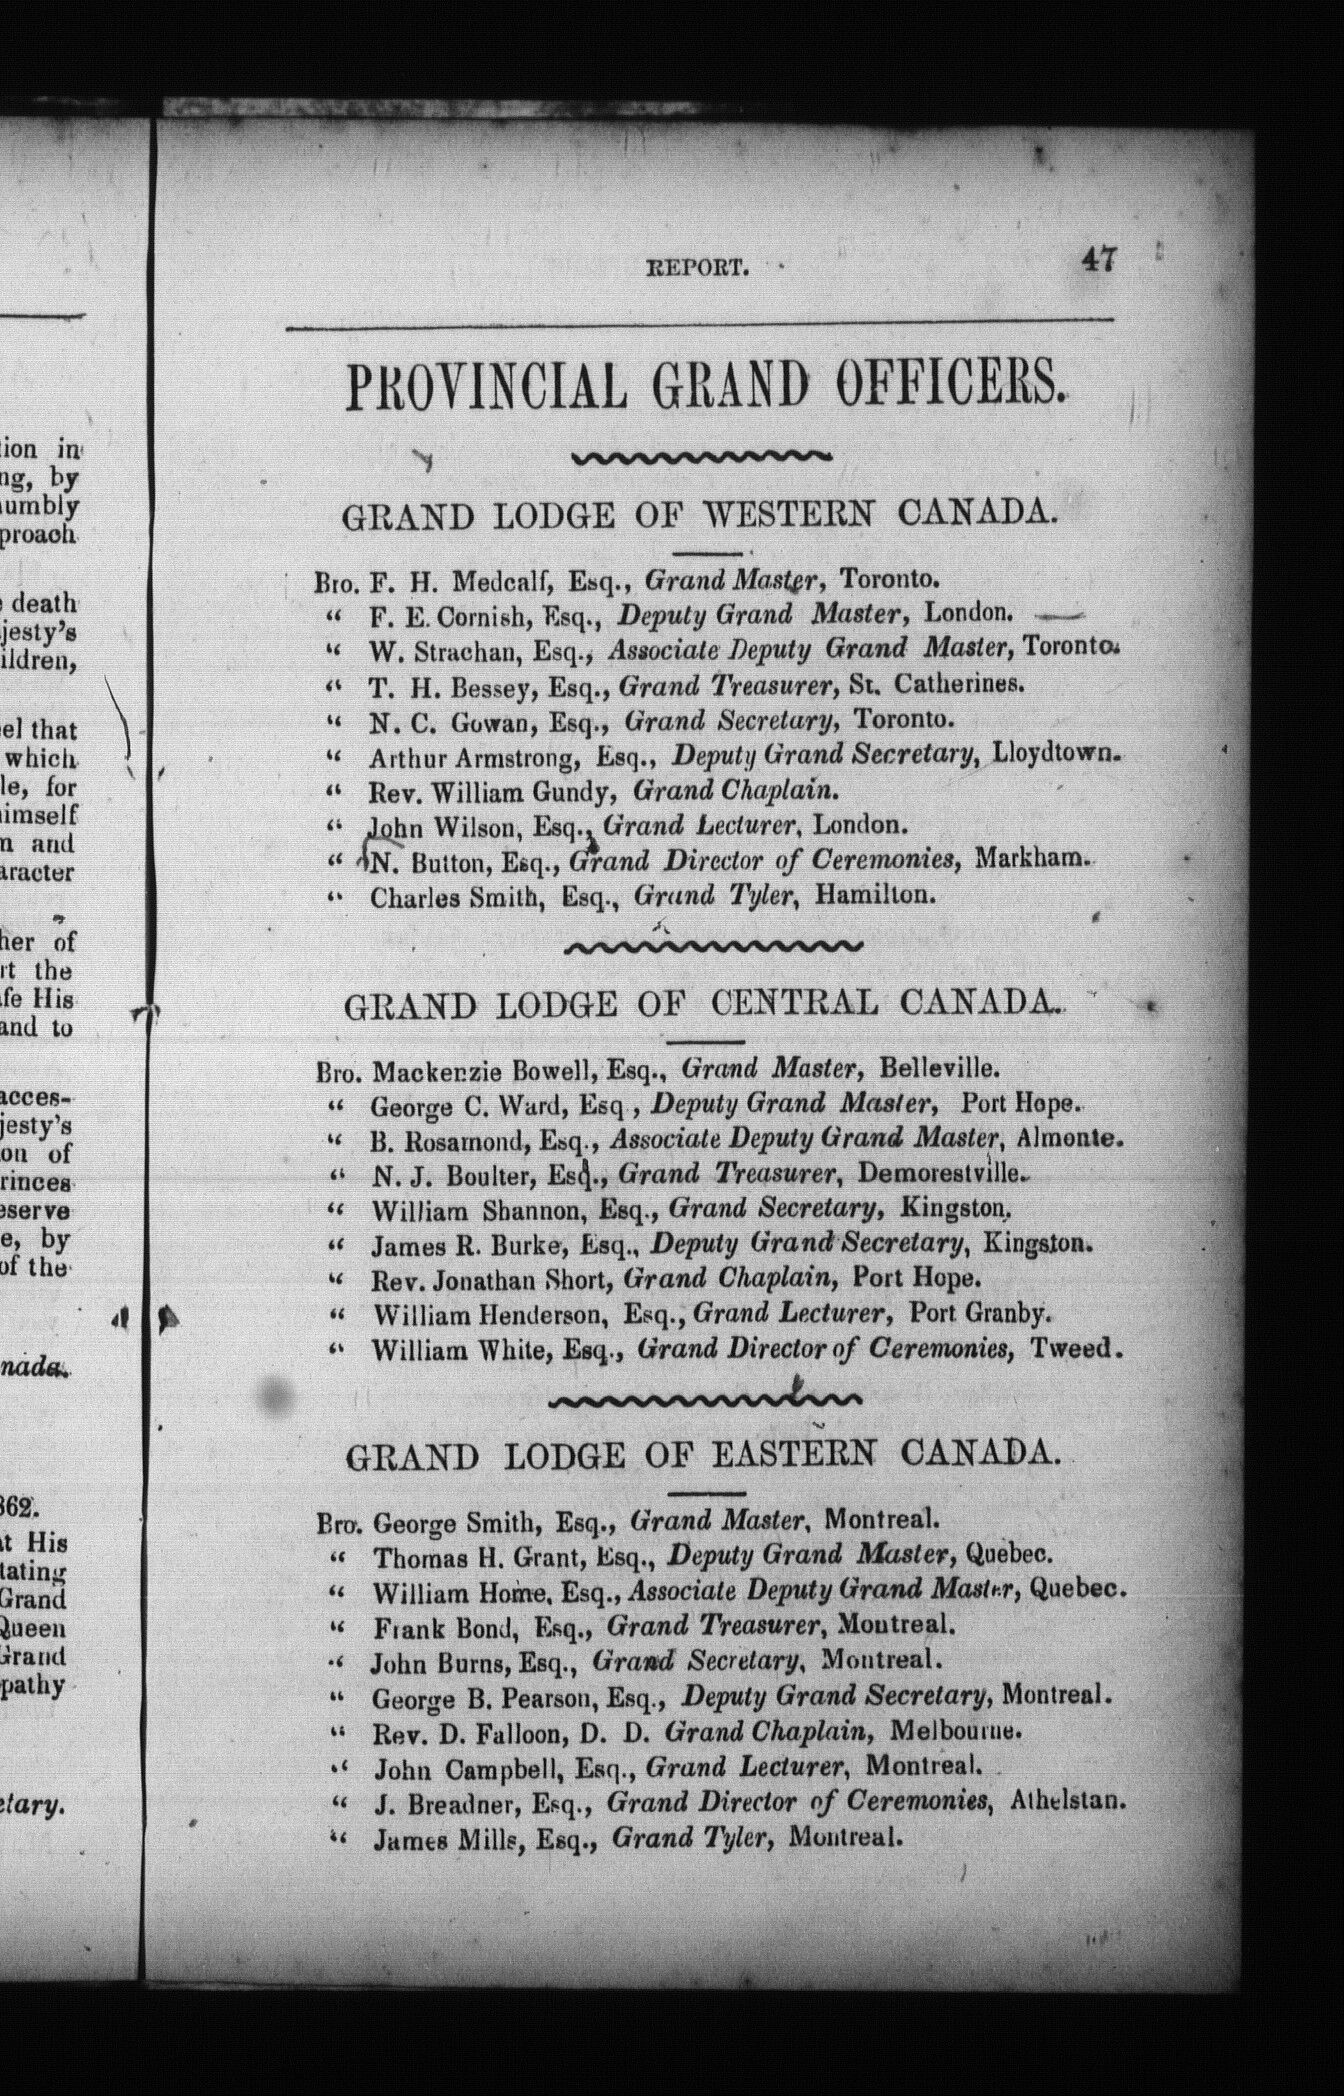 REPORT. 47
PROVINCIAL GRAND OFFICERS.
GRAND LODGE OF WESTERN CANADA.
Bro. F. H. Medcalf, Esq., Grand Master, Toronto.
“ F. E. Cornish, Esq., Deputy Grand Master, London.
“ W. Strachan, Esq., Associate Deputy Grand Master, Toronto.
“ T. H. Bessey, Esq., Grand Treasurer, St. Catherines.
“ N. C. Gowan, Esq., Grand Secretary, Toronto.
“ Arthur Armstrong, Esq., Deputy Grand Secretary, Lloydtown.
“ Rev. William Gundy, Grand Chaplain.
“ John Wilson, Esq., Grand Lecturer, London.
“ N. Button, Esq., Grand Director of Ceremonies, Markham.
“ Charles Smith, Esq., Grand Tyler, Hamilton.
GRAND LODGE OF CENTRAL CANADA.
Bro. Mackenzie Bowell, Esq., Grand Master, Belleville.
“ George C. Ward, Esq., Deputy Grand Master, Port Hope.
“ B. Rosamond, Esq., Associate Deputy Grand Master, Almonte.
“ N. J. Boulter, Esq., Grand Treasurer, Demorestville.
“ William Shannon, Esq., Grand Secretary, Kingston.
“ James R. Burke, Esq., Deputy Grand Secretary, Kingston.
“ Rev. Jonathan Short, Grand Chaplain, Port Hope.
“ William Henderson, Esq., Grand Lecturer, Port Granby.
“ William White, Esq., Grand Director of Ceremonies, Tweed.
GRAND LODGE OF EASTERN CANADA.
Bro. George Smith, Esq., Grand Master, Montreal.
“ Thomas H. Grant, Esq., Deputy Grand Master, Quebec.
“ William Home, Esq., Associate Deputy Grand Master, Quebec.
“ Frank Bond, Esq., Grand Treasurer, Montreal.
“ John Burns, Esq., Grand Secretary, Montreal.
“ George B. Pearson, Esq., Deputy Grand Secretary, Montreal.
“ Rev. D. Falloon, D. D. Grand Chaplain, Melbourne.
“ John Campbell, Esq., Grand Lecturer, Montreal.
“ J. Breadner, Esq., Grand Director of Ceremonies, Athelstan.
“ James Mills, Esq., Grand Tyler, Montreal.